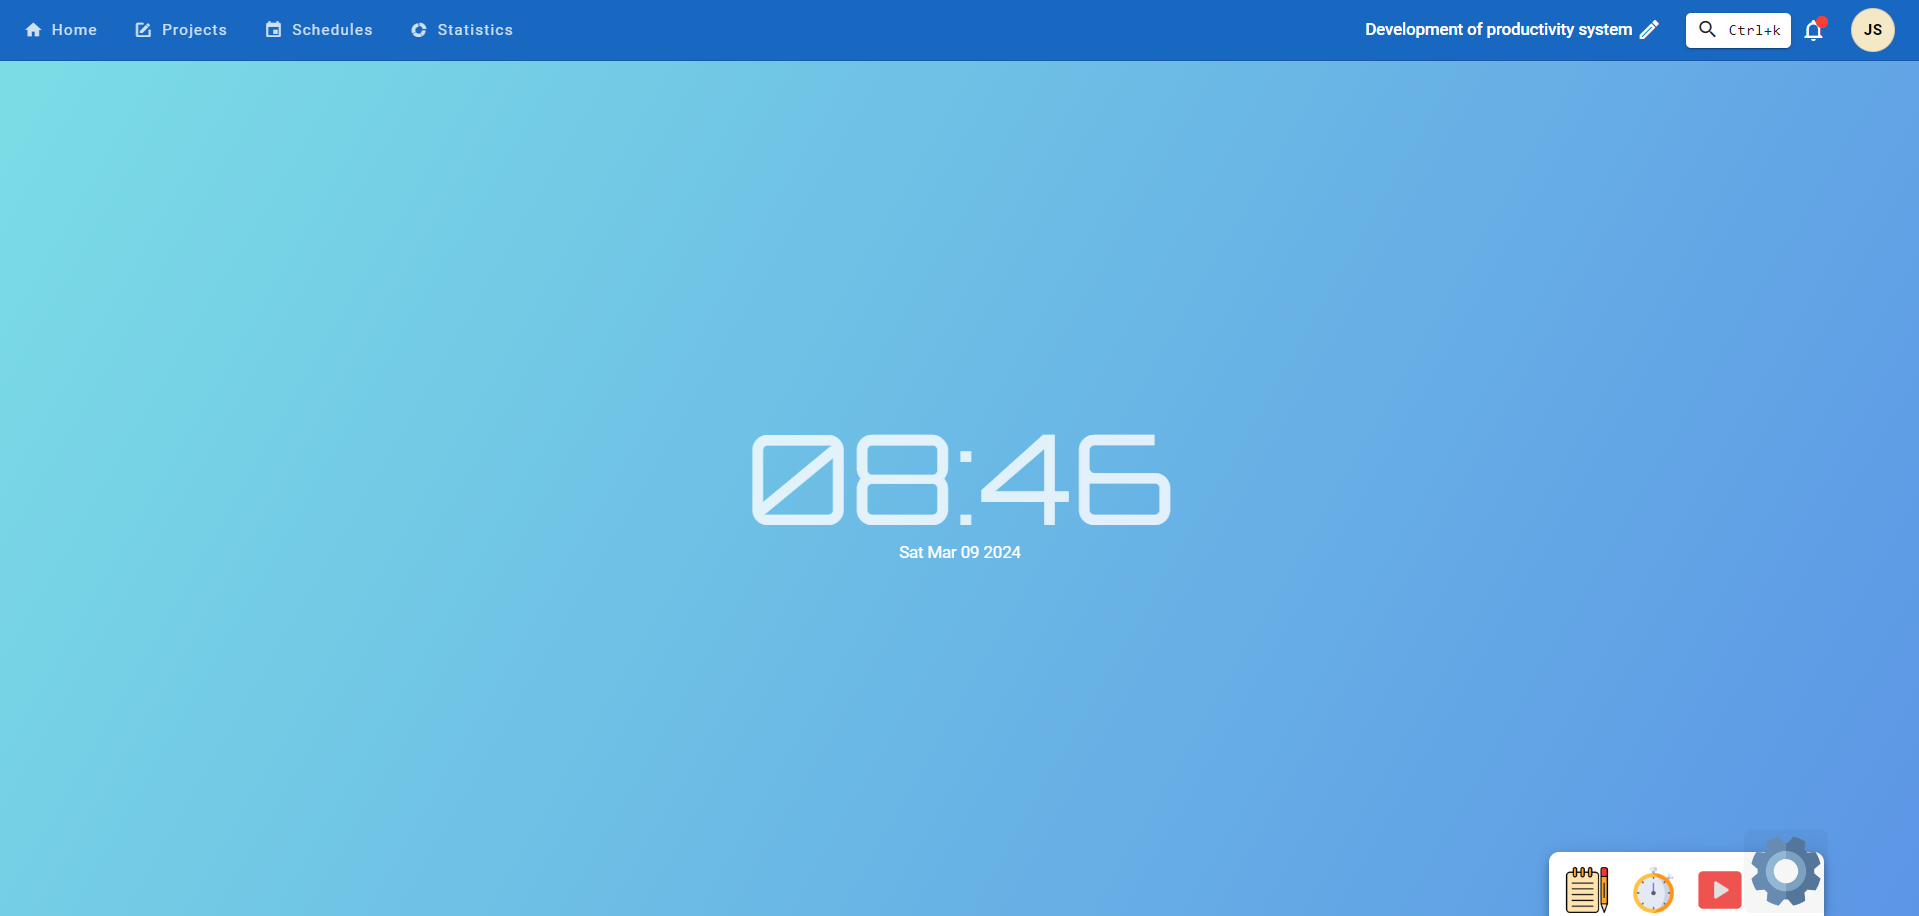 Home Projects Schedules Statistics Development of productivity system Ctrl+k JS
08:46
Sat Mar 09 2024